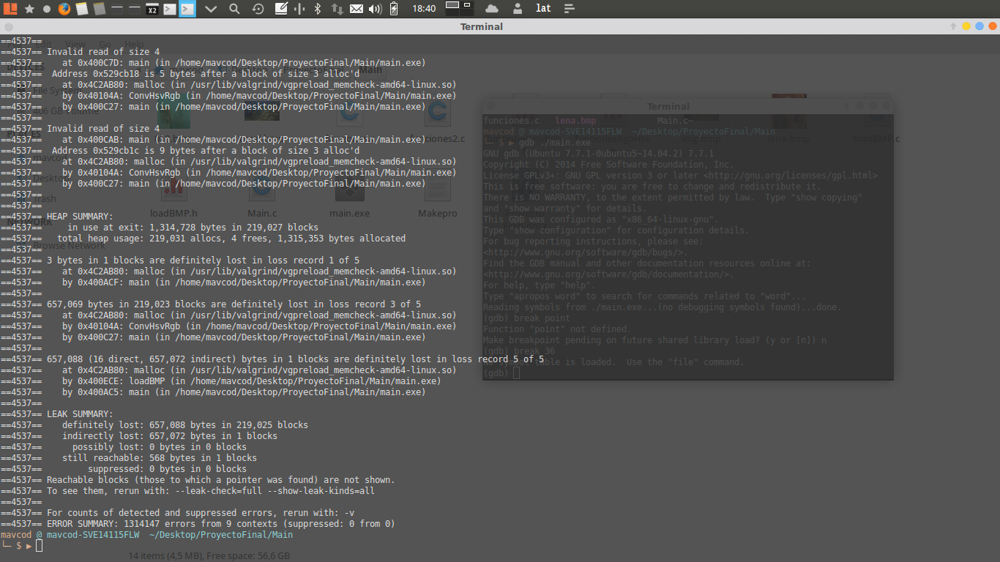 X2
18:40
lat
Terminal
Edit View Go Help
==4537==
==4537== Invalid read of size 4
==4537==    at 0x400C7D: main (in /home/mavcod/Desktop/ProyectoFinal/Main/main.exe)
==4537==  Address 0x529cb18 is 5 bytes after a block of size 3 alloc'd
==4537==    at 0x4C2AB80: malloc (in /usr/lib/valgrind/vgpreload_memcheck-amd64-linux.so)
==4537==    by 0x40104A: ConvHsvRgb (in /home/mavcod/Desktop/ProyectoFinal/Main/main.exe)
==4537==    by 0x400C27: main (in /home/mavcod/Desktop/ProyectoFinal/Main/main.exe)
==4537==
==4537== Invalid read of size 4
==4537==    at 0x400CAB: main (in /home/mavcod/Desktop/ProyectoFinal/Main/main.exe)
==4537==  Address 0x529cb1c is 9 bytes after a block of size 3 alloc'd
==4537==    at 0x4C2AB80: malloc (in /usr/lib/valgrind/vgpreload_memcheck-amd64-linux.so)
==4537==    by 0x40104A: ConvHsvRgb (in /home/mavcod/Desktop/ProyectoFinal/Main/main.exe)
==4537==    by 0x400C27: main (in /home/mavcod/Desktop/ProyectoFinal/Main/main.exe)
==4537==
==4537==
==4537== HEAP SUMMARY:
==4537==     in use at exit: 1,314,728 bytes in 219,027 blocks
==4537==   total heap usage: 219,031 allocs, 4 frees, 1,315,353 bytes allocated
==4537==
==4537== 3 bytes in 1 blocks are definitely lost in loss record 1 of 5
==4537==    at 0x4C2AB80: malloc (in /usr/lib/valgrind/vgpreload_memcheck-amd64-linux.so)
==4537==    by 0x400ACF: main (in /home/mavcod/Desktop/ProyectoFinal/Main/main.exe)
==4537==
==4537== 657,069 bytes in 219,023 blocks are definitely lost in loss record 3 of 5
==4537==    at 0x4C2AB80: malloc (in /usr/lib/valgrind/vgpreload_memcheck-amd64-linux.so)
==4537==    by 0x40104A: ConvHsvRgb (in /home/mavcod/Desktop/ProyectoFinal/Main/main.exe)
==4537==    by 0x400C27: main (in /home/mavcod/Desktop/ProyectoFinal/Main/main.exe)
==4537==
==4537== 657,088 (16 direct, 657,072 indirect) bytes in 1 blocks are definitely lost in loss record 5 of 5
==4537==    at 0x4C2AB80: malloc (in /usr/lib/valgrind/vgpreload_memcheck-amd64-linux.so)
==4537==    by 0x400ECE: loadBMP (in /home/mavcod/Desktop/ProyectoFinal/Main/main.exe)
==4537==    by 0x400AC5: main (in /home/mavcod/Desktop/ProyectoFinal/Main/main.exe)
==4537==
==4537== LEAK SUMMARY:
==4537==    definitely lost: 657,088 bytes in 219,025 blocks
==4537==    indirectly lost: 657,072 bytes in 1 blocks
==4537==      possibly lost: 0 bytes in 0 blocks
==4537==    still reachable: 568 bytes in 1 blocks
==4537==         suppressed: 0 bytes in 0 blocks
==4537== Reachable blocks (those to which a pointer was found) are not shown.
==4537== To see them, rerun with: --leak-check=full --show-leak-kinds=all
==4537==
==4537== For counts of detected and suppressed errors, rerun with: -v
==4537== ERROR SUMMARY: 1314147 errors from 9 contexts (suppressed: 0 from 0)
mavcod @ mavcod-SVE14115FLW  ~/Desktop/ProyectoFinal/Main
└─ $ ▶
DEVICES
File System
406 GB Volume
mavcod
Desktop
Trash
NETWORK
Browse Network
Main
funciones2.c
loadBMP.h
Main.c
main.exe
Makepro
loadBMP.c
14 items (4,5 MB), Free space: 56,6 GB
Terminal
funciones.c   lena.bmp            Main.c~
mavcod @ mavcod-SVE14115FLW  ~/Desktop/ProyectoFinal/Main
└─ $ ▶ gdb ./main.exe
GNU gdb (Ubuntu 7.7.1-0ubuntu5~14.04.2) 7.7.1
Copyright (C) 2014 Free Software Foundation, Inc.
License GPLv3+: GNU GPL version 3 or later <http://gnu.org/licenses/gpl.html>
This is free software: you are free to change and redistribute it.
There is NO WARRANTY, to the extent permitted by law.  Type "show copying"
and "show warranty" for details.
This GDB was configured as "x86_64-linux-gnu".
Type "show configuration" for configuration details.
For bug reporting instructions, please see:
<http://www.gnu.org/software/gdb/bugs/>.
Find the GDB manual and other documentation resources online at:
<http://www.gnu.org/software/gdb/documentation/>.
For help, type "help".
Type "apropos word" to search for commands related to "word"...
Reading symbols from ./main.exe...(no debugging symbols found)...done.
(gdb) break point
Function "point" not defined.
Make breakpoint pending on future shared library load? (y or [n]) n
(gdb) break 36
No symbol table is loaded.  Use the "file" command.
(gdb)